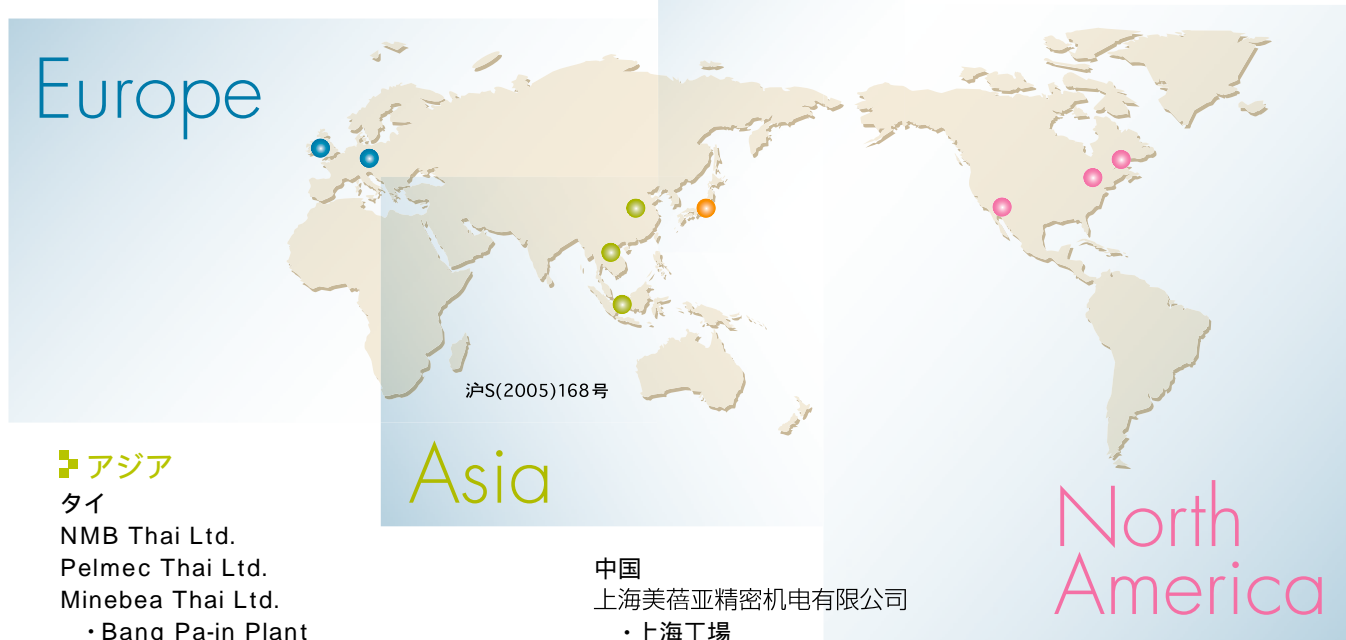 Europe
沪S(2005)168号
Asia
North
America
アジア
タイ
NMB Thai Ltd.
Pelmec Thai Ltd.
Minebea Thai Ltd.
・Bang Pa-in Plant
中国
上海美蓓亚精密机电有限公司
・上海工場